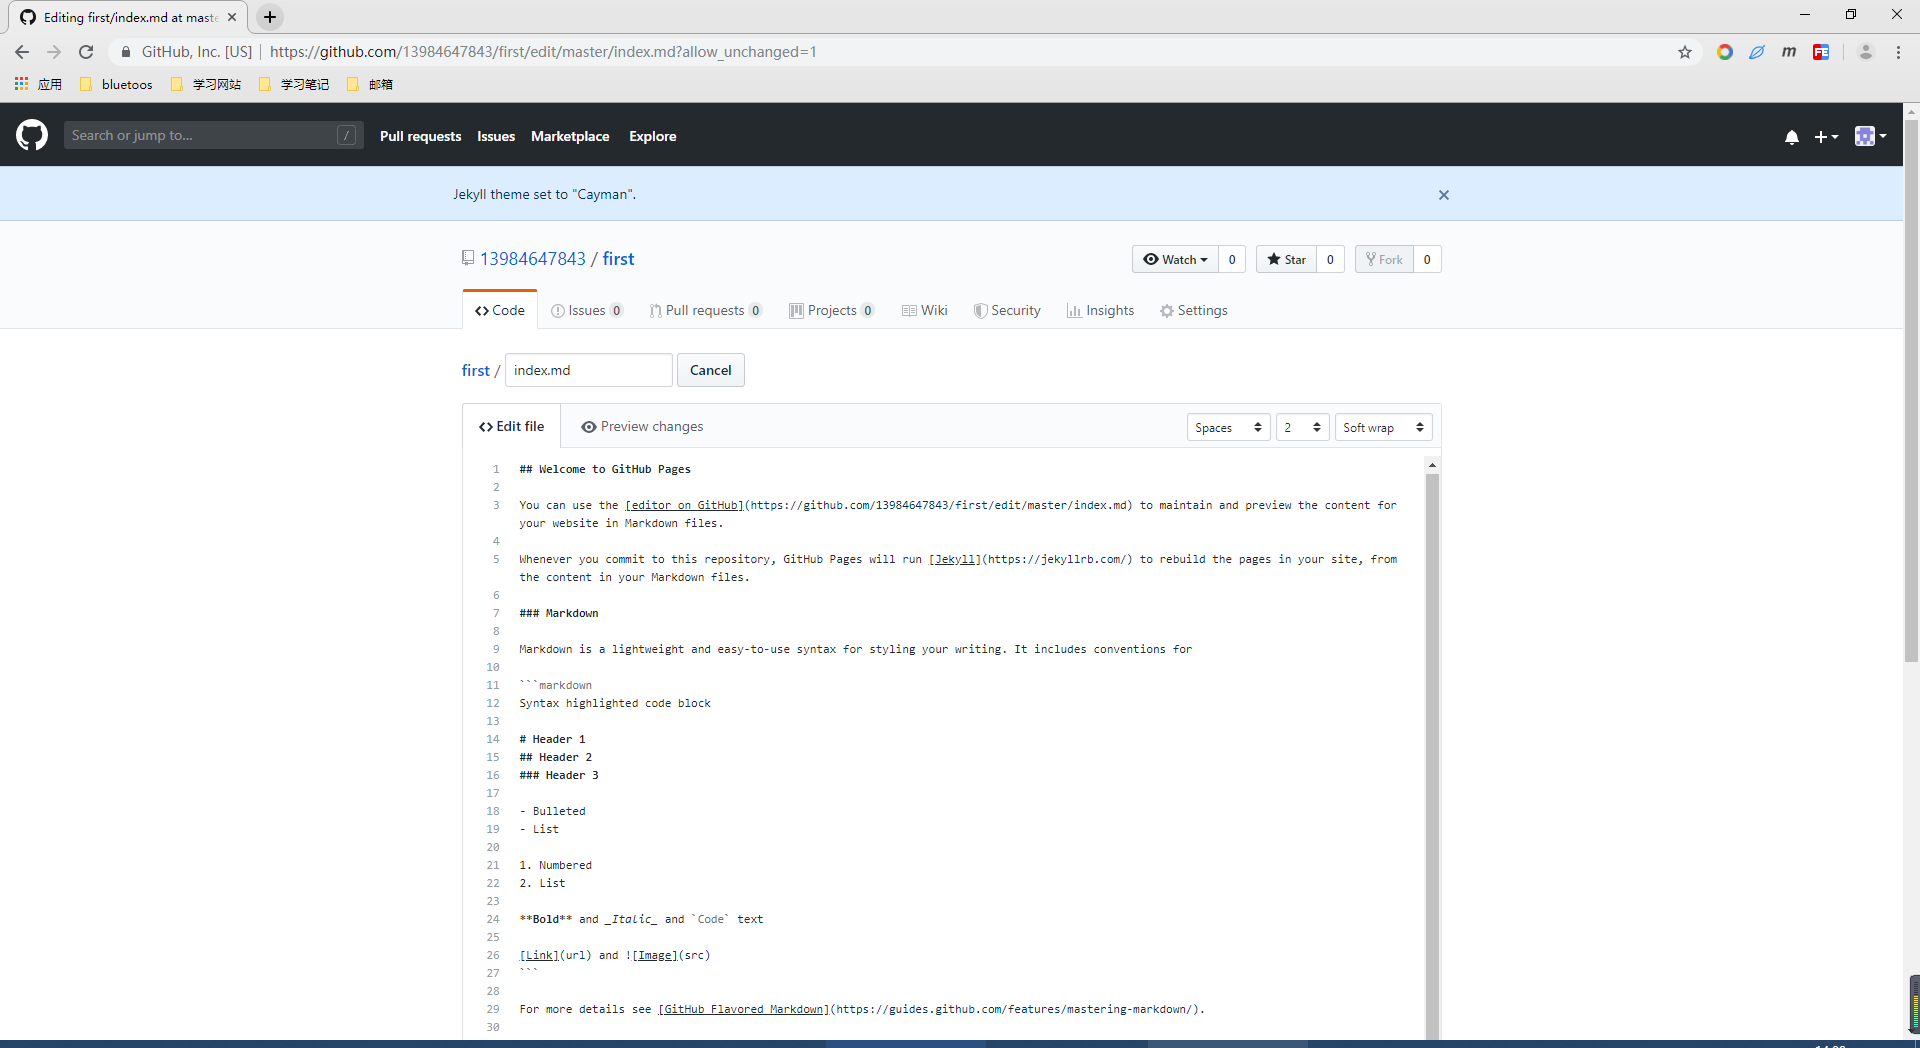 Editing first/index.md at maste
GitHub, Inc. [US] | https://github.com/13984647843/first/edit/master/index.md?allow_unchanged=1
应用 bluetoos 学习网站 学习笔记 邮箱
Search or jump to... / Pull requests Issues Marketplace Explore
Jekyll theme set to "Cayman".
13984647843 / first Watch 0 Star 0 Fork 0
Code Issues 0 Pull requests 0 Projects 0 Wiki Security Insights Settings
first / index.md Cancel
Edit file Preview changes Spaces 2 Soft wrap
1 ## Welcome to GitHub Pages
2
3 You can use the [editor on GitHub](https://github.com/13984647843/first/edit/master/index.md) to maintain and preview the content for
your website in Markdown files.
4
5 Whenever you commit to this repository, GitHub Pages will run [Jekyll](https://jekyllrb.com/) to rebuild the pages in your site, from
the content in your Markdown files.
6
7 ### Markdown
8
9 Markdown is a lightweight and easy-to-use syntax for styling your writing. It includes conventions for
10
11 ```markdown
12 Syntax highlighted code block
13
14 # Header 1
15 ## Header 2
16 ### Header 3
17
18 - Bulleted
19 - List
20
21 1. Numbered
22 2. List
23
24 **Bold** and _Italic_ and `Code` text
25
26 [Link](url) and ![Image](src)
27 ```
28
29 For more details see [GitHub Flavored Markdown](https://guides.github.com/features/mastering-markdown/).
30